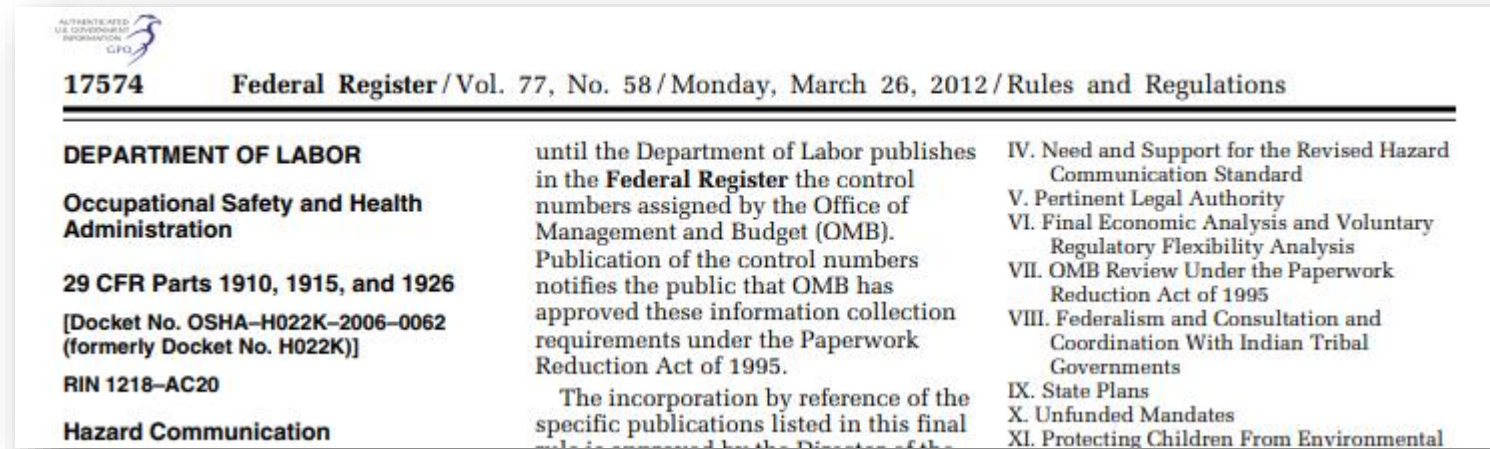 AUTHENTICATED
U.S. GOVERNMENT
INFORMATION
GPO
17574 Federal Register / Vol. 77, No. 58 / Monday, March 26, 2012 / Rules and Regulations
DEPARTMENT OF LABOR
Occupational Safety and Health
Administration
29 CFR Parts 1910, 1915, and 1926
[Docket No. OSHA–H022K–2006–0062
(formerly Docket No. H022K)]
RIN 1218–AC20
Hazard Communication
until the Department of Labor publishes
in the Federal Register the control
numbers assigned by the Office of
Management and Budget (OMB).
Publication of the control numbers
notifies the public that OMB has
approved these information collection
requirements under the Paperwork
Reduction Act of 1995.
The incorporation by reference of the
specific publications listed in this final
rule is approved by the Director of the
IV. Need and Support for the Revised Hazard
Communication Standard
V. Pertinent Legal Authority
VI. Final Economic Analysis and Voluntary
Regulatory Flexibility Analysis
VII. OMB Review Under the Paperwork
Reduction Act of 1995
VIII. Federalism and Consultation and
Coordination With Indian Tribal
Governments
IX. State Plans
X. Unfunded Mandates
XI. Protecting Children From Environmental